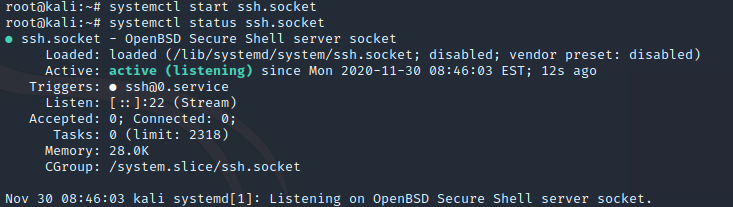 root@kali:~# systemctl start ssh.socket
root@kali:~# systemctl status ssh.socket
● ssh.socket - OpenBSD Secure Shell server socket
     Loaded: loaded (/lib/systemd/system/ssh.socket; disabled; vendor preset: disabled)
     Active: active (listening) since Mon 2020-11-30 08:46:03 EST; 12s ago
   Triggers: ● ssh@0.service
     Listen: [::]:22 (Stream)
   Accepted: 0; Connected: 0;
      Tasks: 0 (limit: 2318)
     Memory: 28.0K
     CGroup: /system.slice/ssh.socket

Nov 30 08:46:03 kali systemd[1]: Listening on OpenBSD Secure Shell server socket.